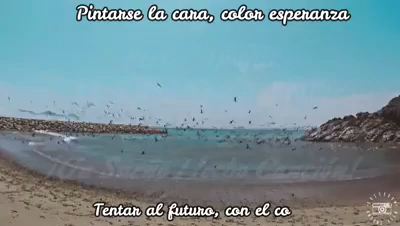 Pintarse la cara, color esperanza
Tentar al futuro, con el co